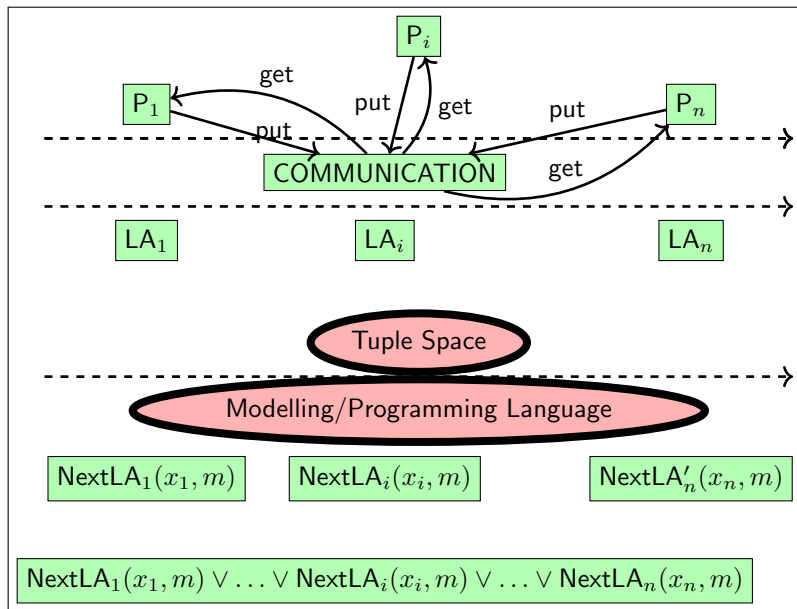 P_i
get
P_1
put
get
put
P_n
put
COMMUNICATION
get
LA_1 LA_i LA_n
Tuple Space
Modelling/Programming Language
NextLA_1(x_1, m) NextLA_i(x_i, m) NextLA′_n(x_n, m)
NextLA_1(x_1, m) ∨ … ∨ NextLA_i(x_i, m) ∨ … ∨ NextLA_n(x_n, m)